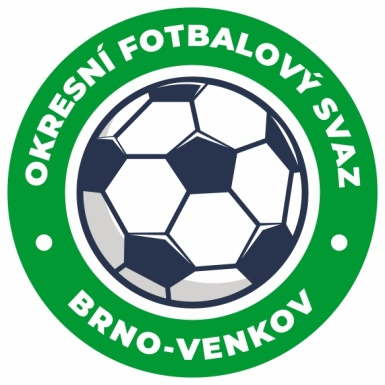 OKRESNÍ FOTBALOVÝ SVAZ
BRNO-VENKOV